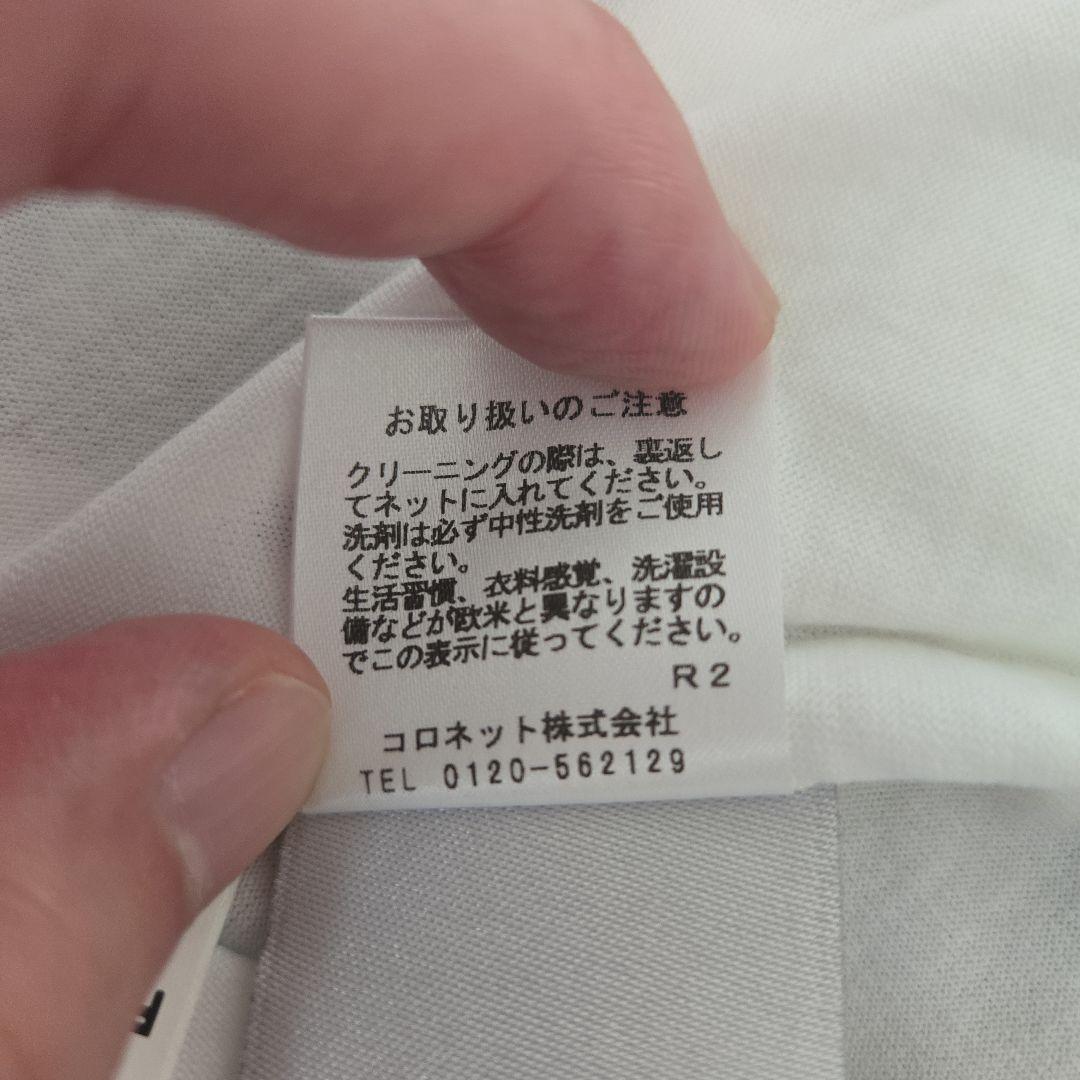 お取り扱いのご注意
クリーニングの際は、裏返し
てネットに入れてください。
洗剤は必ず中性洗剤をご使用
ください。
生活習慣、衣料感覚、洗濯設
備などが欧米と異なりますの
でこの表示に従ってください。
R2
コロネット株式会社
TEL 0120-562129